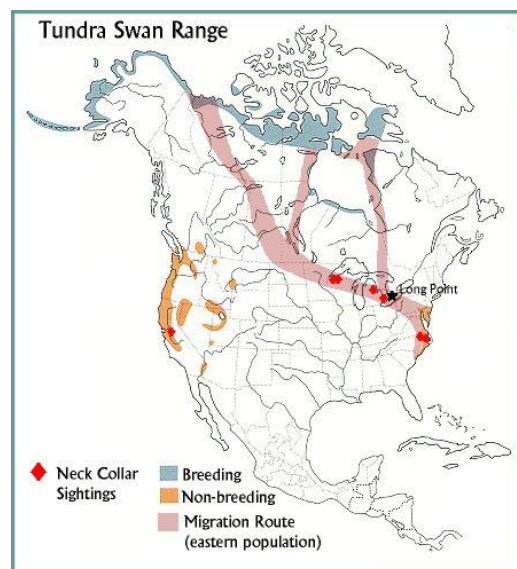 Tundra Swan Range
Long Point
Neck Collar
Sightings
Breeding
Non-breeding
Migration Route
(eastern population)